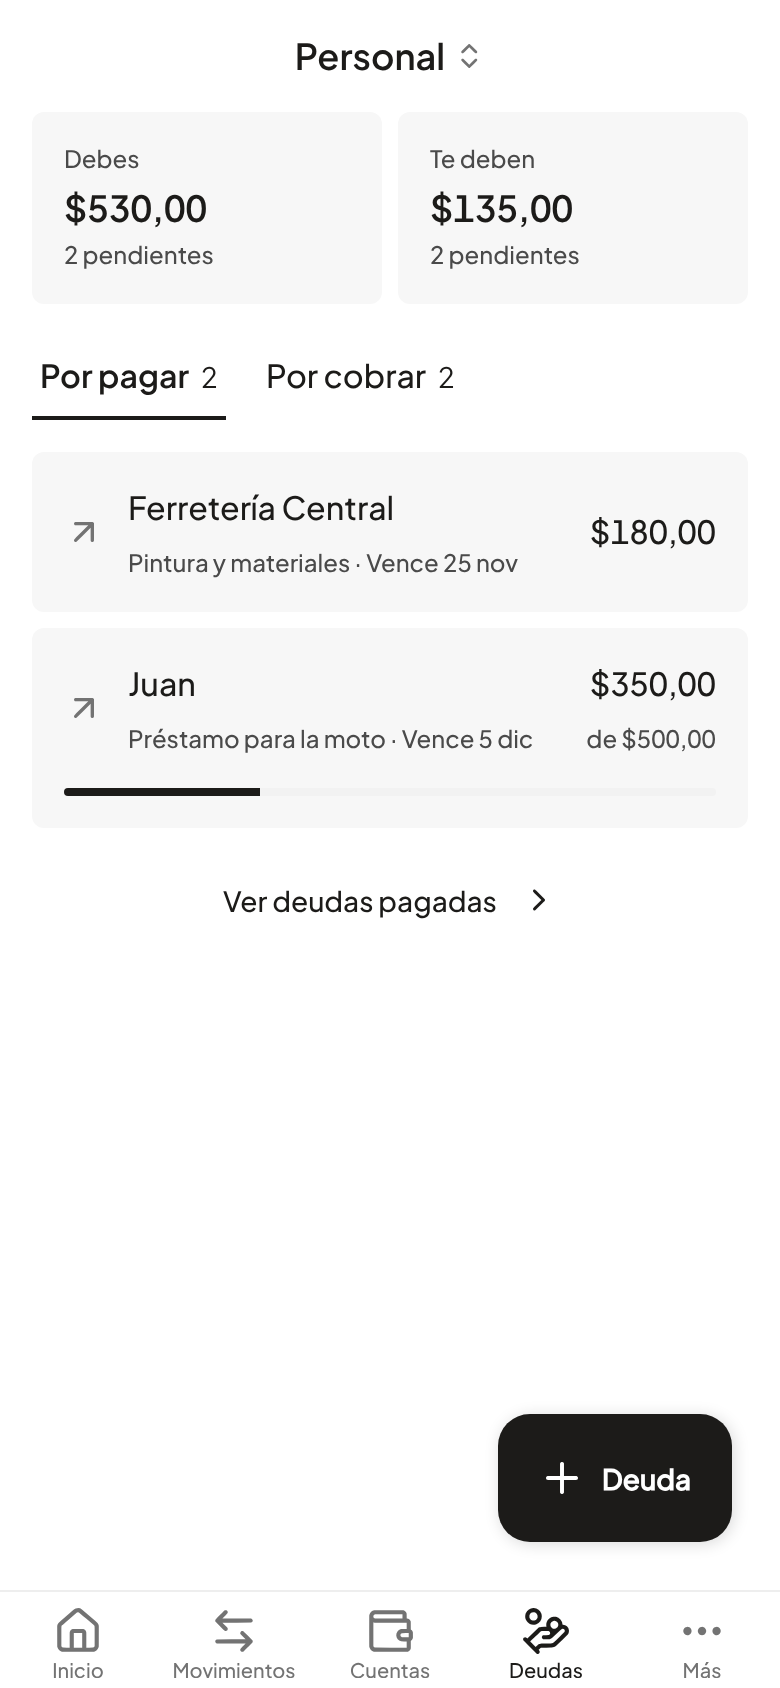 Personal
Debes
$530,00
2 pendientes
Te deben
$135,00
2 pendientes
Por pagar 2
Por cobrar 2
Ferretería Central
Pintura y materiales · Vence 25 nov
$180,00
Juan
Préstamo para la moto · Vence 5 dic
$350,00
de $500,00
Ver deudas pagadas
Deuda
Inicio
Movimientos
Cuentas
Deudas
Más